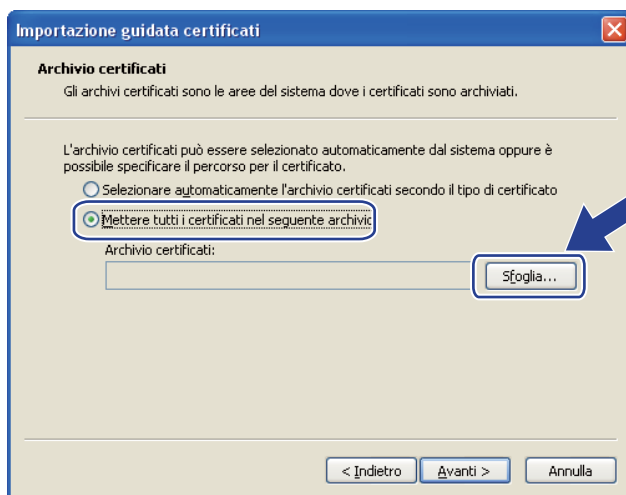 Importazione guidata certificati
Archivio certificati
Gli archivi certificati sono le aree del sistema dove i certificati sono archiviati.
L'archivio certificati può essere selezionato automaticamente dal sistema oppure è
possibile specificare il percorso per il certificato.
Selezionare automaticamente l'archivio certificati secondo il tipo di certificato
Mettere tutti i certificati nel seguente archivio
Archivio certificati:
Sfoglia...
< Indietro
Avanti >
Annulla